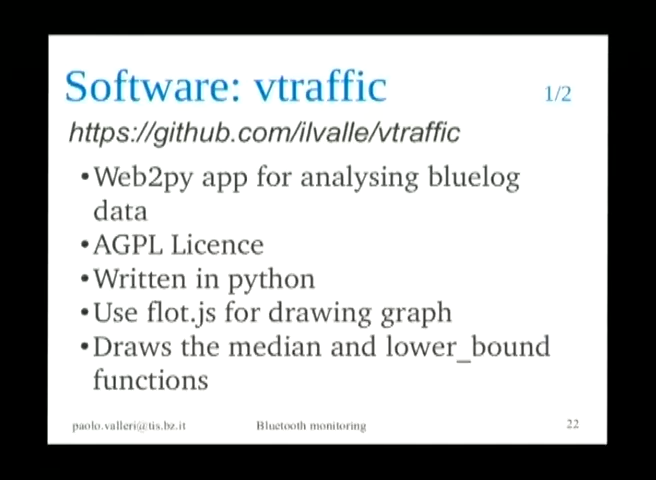 Software: vtraffic 1/2
https://github.com/ilvalle/vtraffic
•Web2py app for analysing bluelog
data
•AGPL Licence
•Written in python
•Use flot.js for drawing graph
•Draws the median and lower_bound
functions
paolo.valleri@tis.bz.it Bluetooth monitoring 22